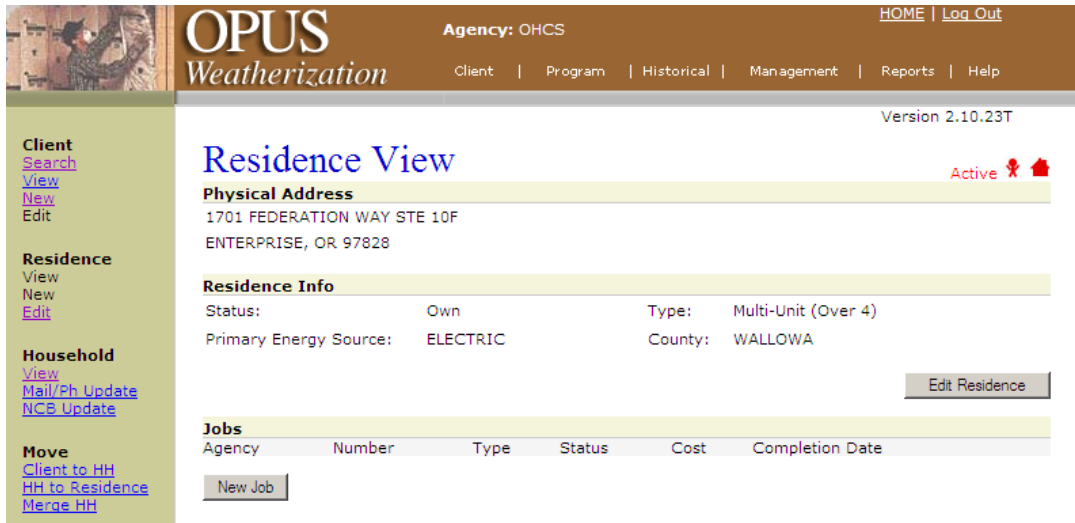 OPUS
Weatherization
Agency: OHCS
HOME | Log Out
Client | Program | Historical | Management | Reports | Help
Version 2.10.23T
Client
Search
View
New
Edit
Residence
View
New
Edit
Household
View
Mail/Ph Update
NCB Update
Move
Client to HH
HH to Residence
Merge HH
Residence View
Active
Physical Address
1701 FEDERATION WAY STE 10F
ENTERPRISE, OR 97828
Residence Info
Status: Own Type: Multi-Unit (Over 4)
Primary Energy Source: ELECTRIC County: WALLOWA
Edit Residence
Jobs
Agency Number Type Status Cost Completion Date
New Job